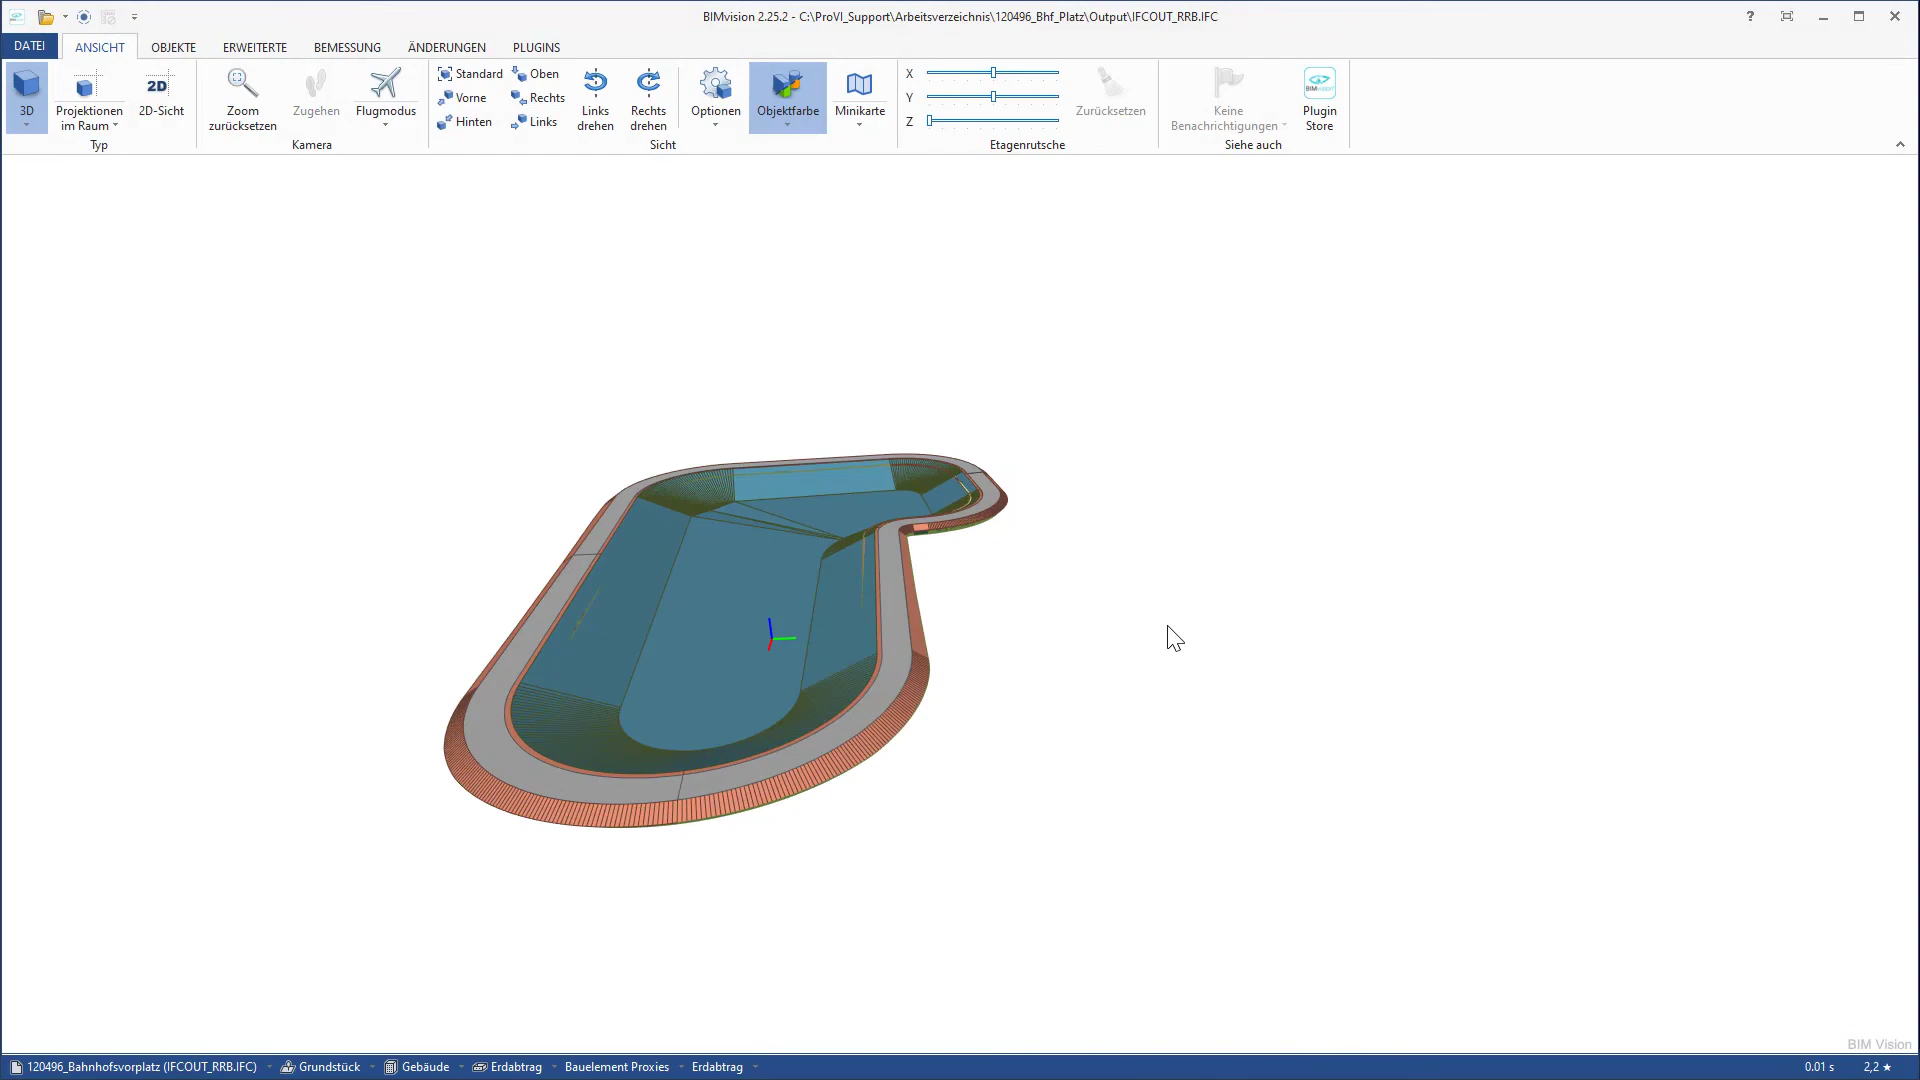 BIMvision 2.25.2 - C:\ProVI_Support\Arbeitsverzeichnis\120496_Bhf_Platz\Output\IFCOUT_RRB.IFC
?
DATEI ANSICHT OBJEKTE ERWEITERTE BEMESSUNG ÄNDERUNGEN PLUGINS
3D
Projektionen im Raum
2D
2D-Sicht
Typ
Zoom zurücksetzen
Zugehen
Flugmodus
Kamera
Standard Oben
Vorne Rechts
Hinten Links
Links drehen
Rechts drehen
Optionen
Objektfarbe
Minikarte
Sicht
X
Y
Z
Zurücksetzen
Etagenrutsche
Keine Benachrichtigungen
Plugin Store
Siehe auch
BIM Vision
120496_Bahnhofsvorplatz (IFCOUT_RRB.IFC) Grundstück Gebäude Erdabtrag Bauelement Proxies Erdabtrag 0.01 s 2,2 ★